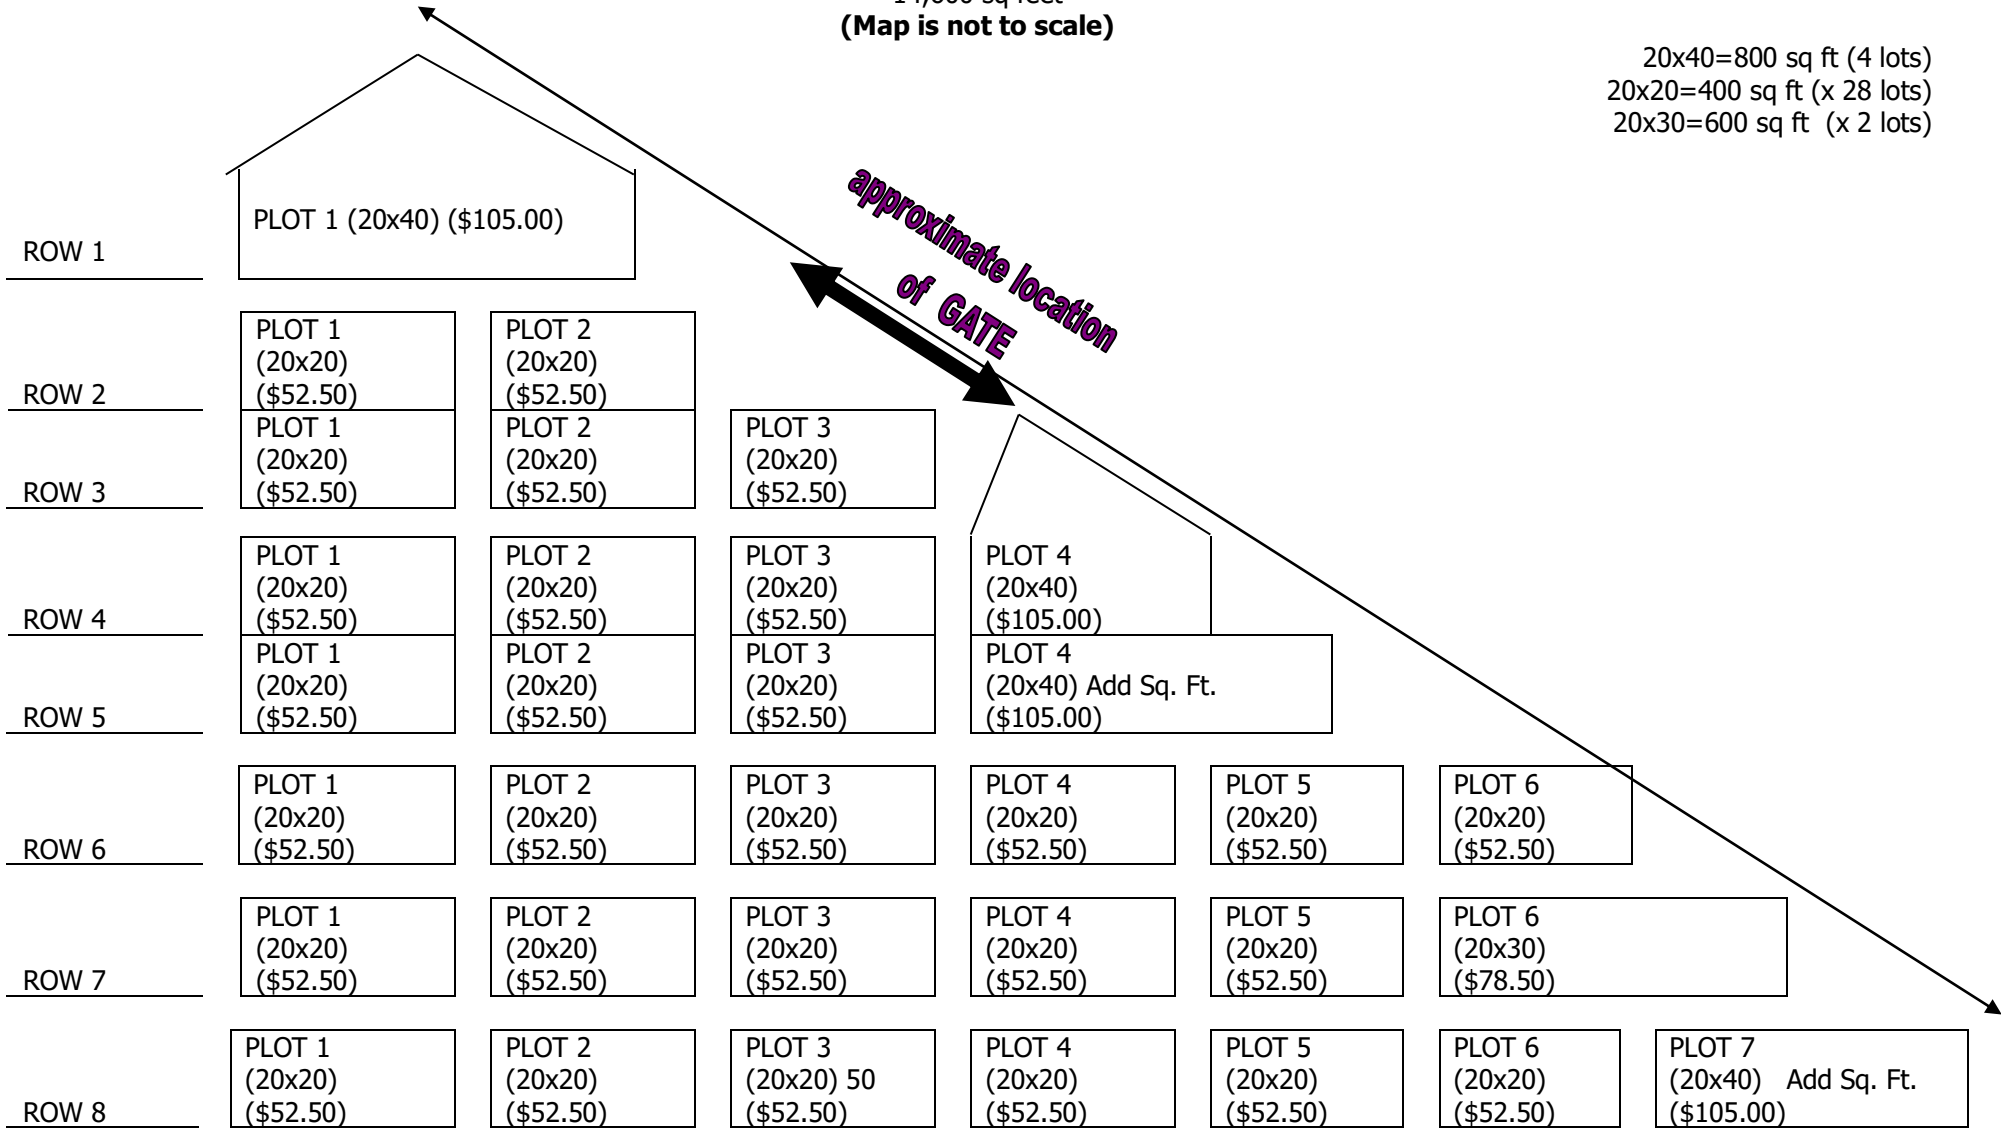 14,600 sq feet
(Map is not to scale)
20x40=800 sq ft (4 lots)
20x20=400 sq ft (x 28 lots)
20x30=600 sq ft (x 2 lots)
approximate location
of GATE
ROW 1
PLOT 1 (20x40) ($105.00)
ROW 2
PLOT 1
(20x20)
($52.50)
PLOT 2
(20x20)
($52.50)
ROW 3
PLOT 1
(20x20)
($52.50)
PLOT 2
(20x20)
($52.50)
PLOT 3
(20x20)
($52.50)
ROW 4
PLOT 1
(20x20)
($52.50)
PLOT 2
(20x20)
($52.50)
PLOT 3
(20x20)
($52.50)
PLOT 4
(20x40)
($105.00)
ROW 5
PLOT 1
(20x20)
($52.50)
PLOT 2
(20x20)
($52.50)
PLOT 3
(20x20)
($52.50)
PLOT 4
(20x40) Add Sq. Ft.
($105.00)
ROW 6
PLOT 1
(20x20)
($52.50)
PLOT 2
(20x20)
($52.50)
PLOT 3
(20x20)
($52.50)
PLOT 4
(20x20)
($52.50)
PLOT 5
(20x20)
($52.50)
PLOT 6
(20x20)
($52.50)
ROW 7
PLOT 1
(20x20)
($52.50)
PLOT 2
(20x20)
($52.50)
PLOT 3
(20x20)
($52.50)
PLOT 4
(20x20)
($52.50)
PLOT 5
(20x20)
($52.50)
PLOT 6
(20x30)
($78.50)
ROW 8
PLOT 1
(20x20)
($52.50)
PLOT 2
(20x20)
($52.50)
PLOT 3
(20x20) 50
($52.50)
PLOT 4
(20x20)
($52.50)
PLOT 5
(20x20)
($52.50)
PLOT 6
(20x20)
($52.50)
PLOT 7
(20x40) Add Sq. Ft.
($105.00)